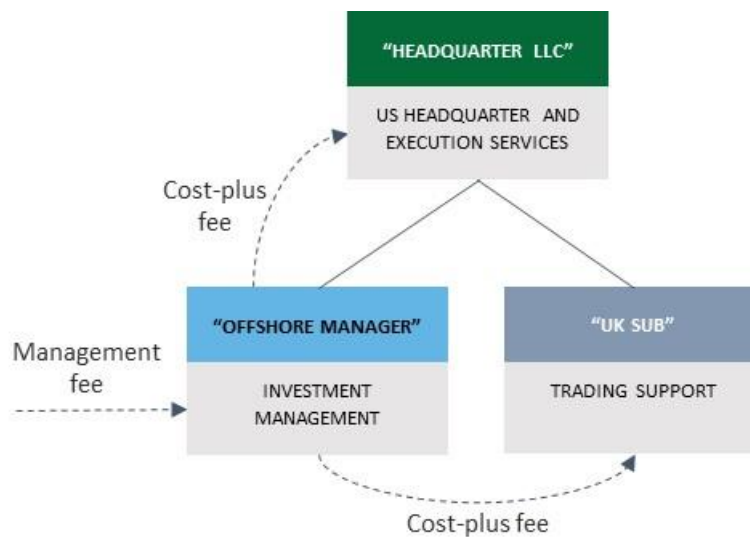 “HEADQUARTER LLC”
US HEADQUARTER AND
EXECUTION SERVICES
Cost-plus
fee
“OFFSHORE MANAGER”
“UK SUB”
Management
fee
INVESTMENT
MANAGEMENT
TRADING SUPPORT
Cost-plus fee